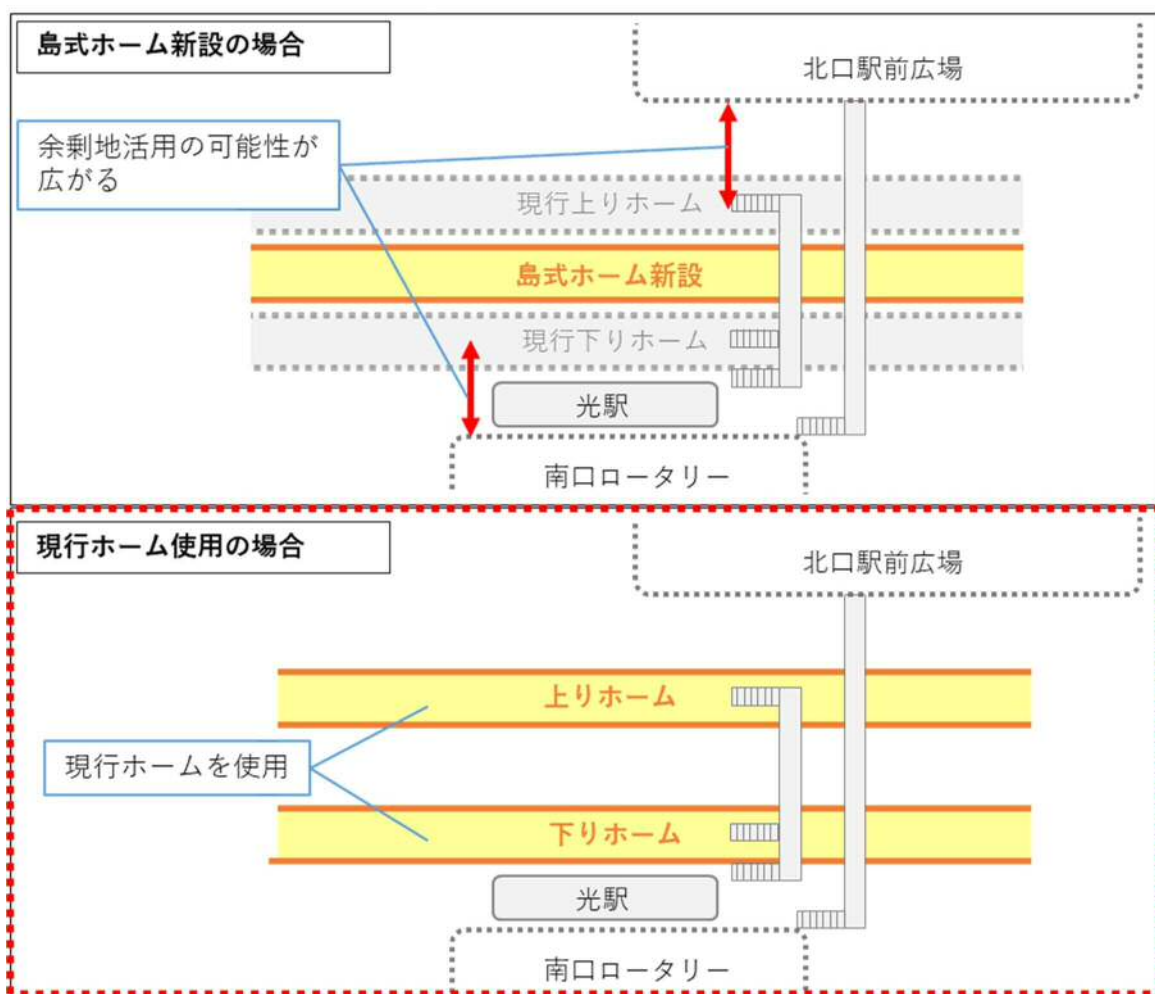 島式ホーム新設の場合
北口駅前広場
余剰地活用の可能性が
広がる
現行上りホーム
島式ホーム新設
現行下りホーム
光駅
南口ロータリー
現行ホーム使用の場合
北口駅前広場
上りホーム
現行ホームを使用
下りホーム
光駅
南口ロータリー